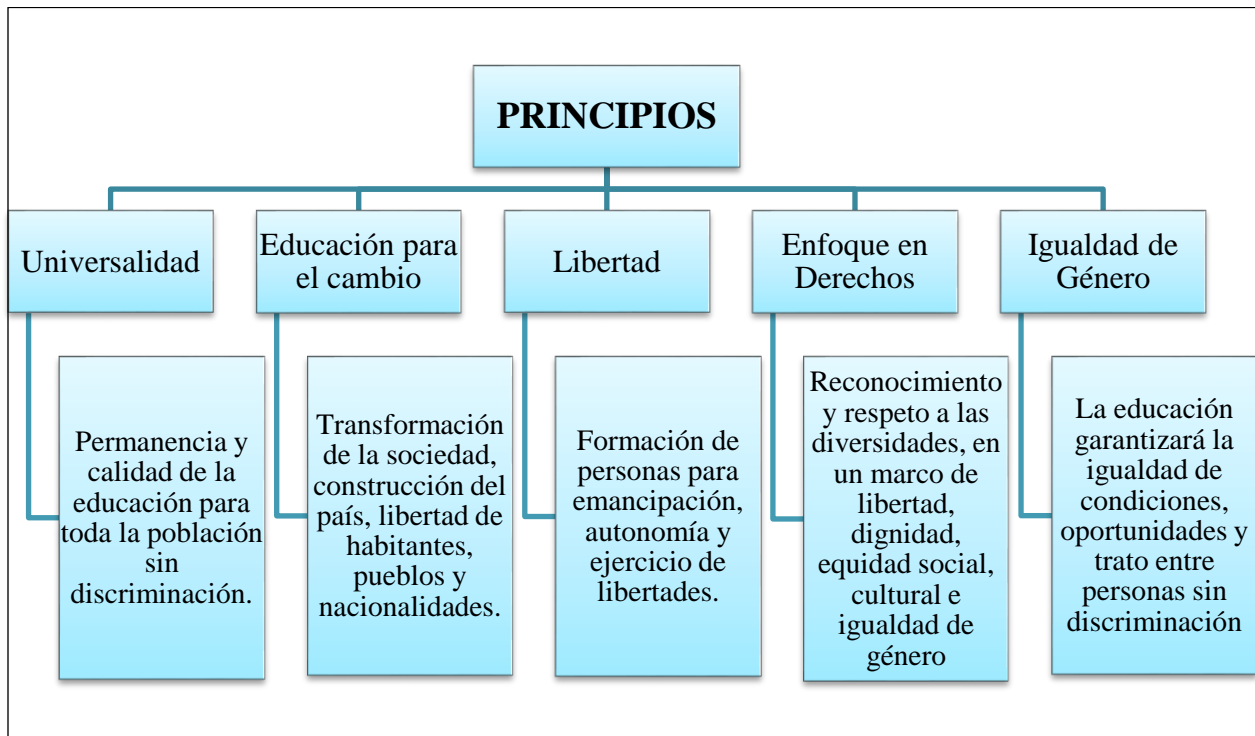 PRINCIPIOS
Universalidad
Permanencia y
calidad de la
educación para
toda la población
sin
discriminación.
Educación para
el cambio
Transformación
de la sociedad,
construcción del
país, libertad de
habitantes,
pueblos y
nacionalidades.
Libertad
Formación de
personas para
emancipación,
autonomía y
ejercicio de
libertades.
Enfoque en
Derechos
Reconocimiento
y respeto a las
diversidades, en
un marco de
libertad,
dignidad,
equidad social,
cultural e
igualdad de
género
Igualdad de
Género
La educación
garantizará la
igualdad de
condiciones,
oportunidades y
trato entre
personas sin
discriminación